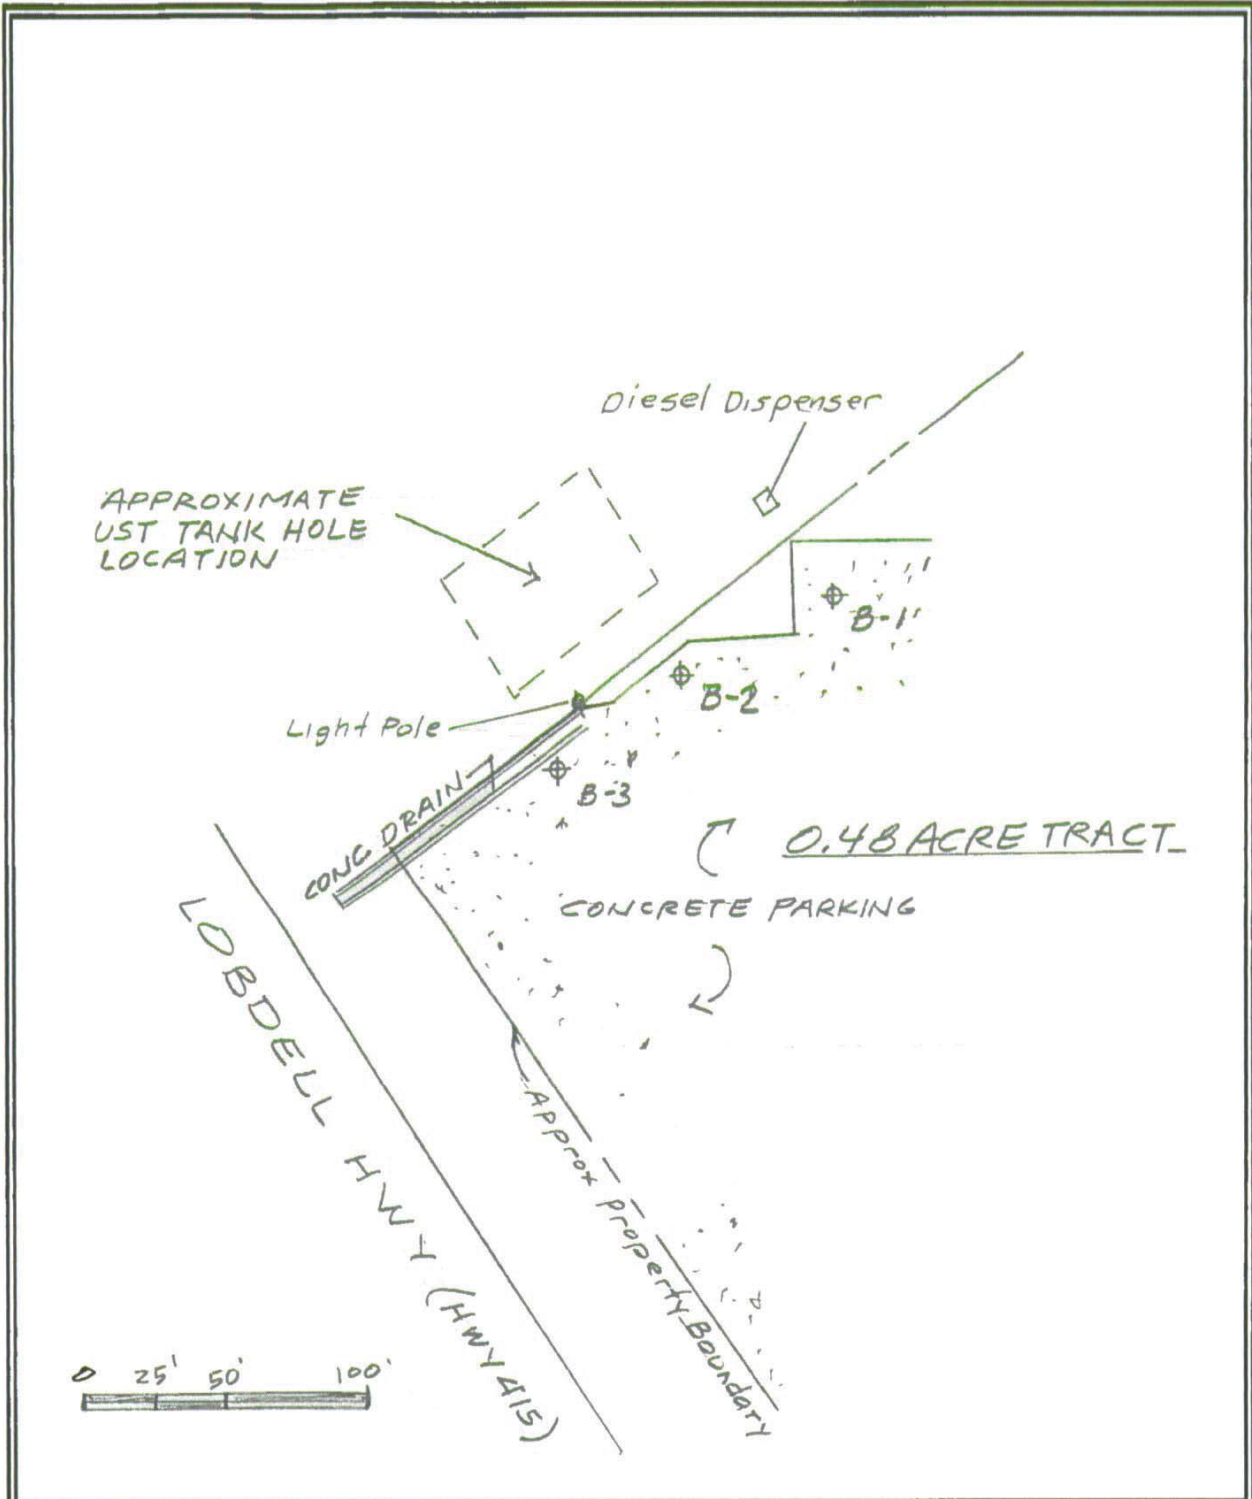 Diesel Dispenser
APPROXIMATE
UST TANK HOLE
LOCATION
B-1
B-2
Light Pole
B-3
CONC DRAIN
0.48 ACRE TRACT
CONCRETE PARKING
LOBDELL HWY (HWY 415)
Approx Property Boundary
0 25' 50' 100'